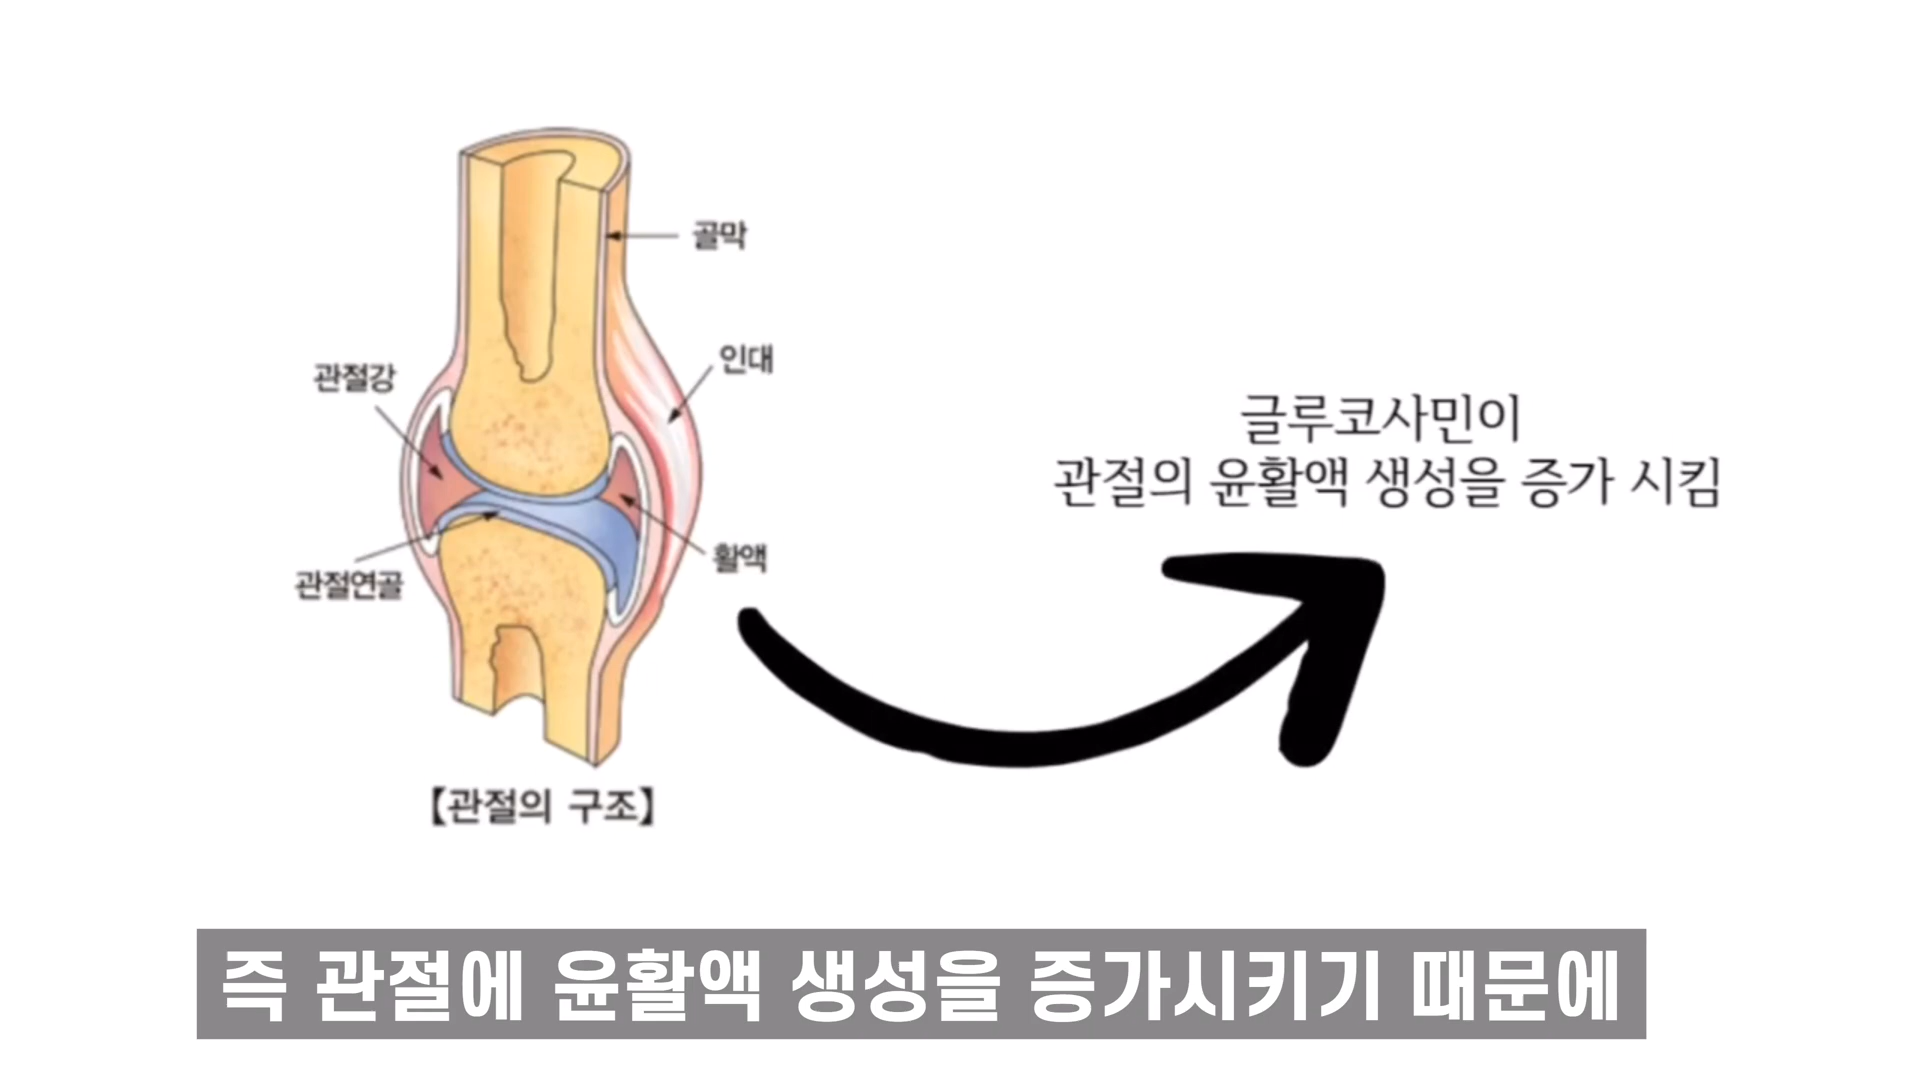 골막
인대
관절강
활액
관절연골
【관절의 구조】
글루코사민이
관절의 윤활액 생성을 증가 시킴
즉 관절에 윤활액 생성을 증가시키기 때문에